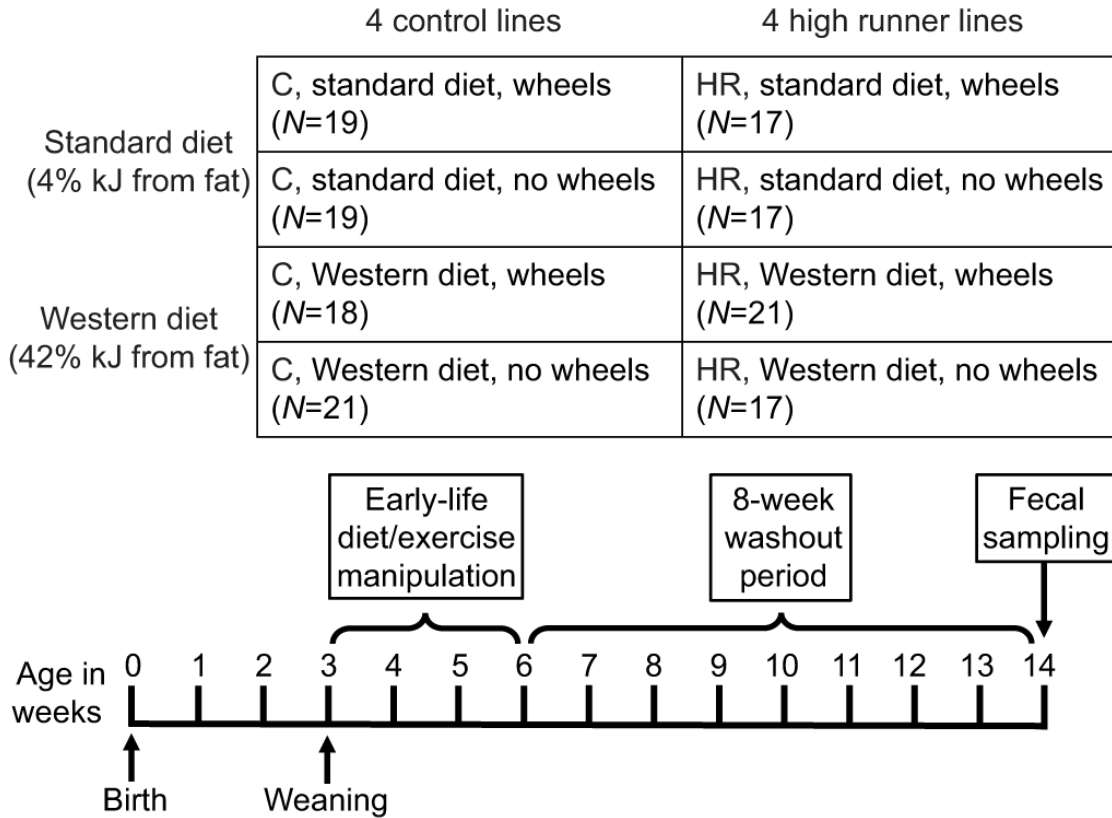 4 control lines
4 high runner lines
Standard diet
(4% kJ from fat)
C, standard diet, wheels
(N=19)
HR, standard diet, wheels
(N=17)
C, standard diet, no wheels
(N=19)
HR, standard diet, no wheels
(N=17)
Western diet
(42% kJ from fat)
C, Western diet, wheels
(N=18)
HR, Western diet, wheels
(N=21)
C, Western diet, no wheels
(N=21)
HR, Western diet, no wheels
(N=17)
Early-life
diet/exercise
manipulation
8-week
washout
period
Fecal
sampling
Age in
weeks
0 1 2 3 4 5 6 7 8 9 10 11 12 13 14
Birth
Weaning